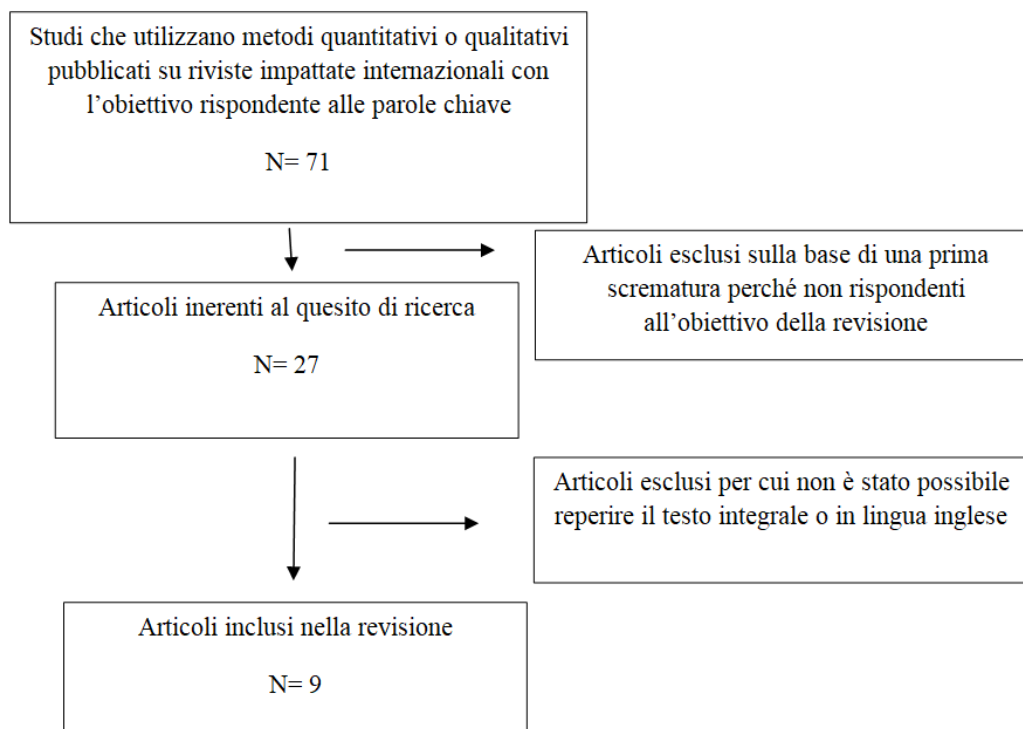 Studi che utilizzano metodi quantitativi o qualitativi
pubblicati su riviste impattate internazionali con
l’obiettivo rispondente alle parole chiave
N= 71
Articoli esclusi sulla base di una prima
scrematura perché non rispondenti
all’obiettivo della revisione
Articoli inerenti al quesito di ricerca
N= 27
Articoli esclusi per cui non è stato possibile
reperire il testo integrale o in lingua inglese
Articoli inclusi nella revisione
N= 9